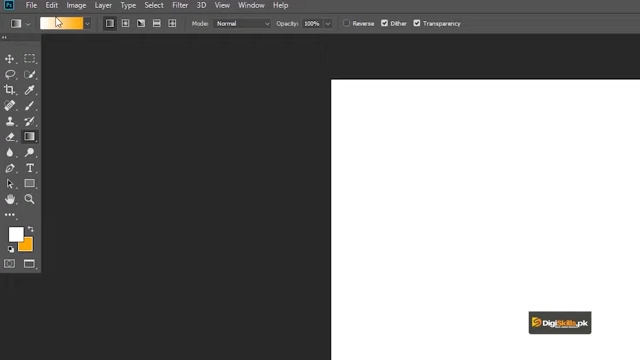 Ps File Edit Image Layer Type Select Filter 3D View Window Help
Mode: Normal Opacity: 100% Reverse Dither Transparency
T
DigiSkills.pk